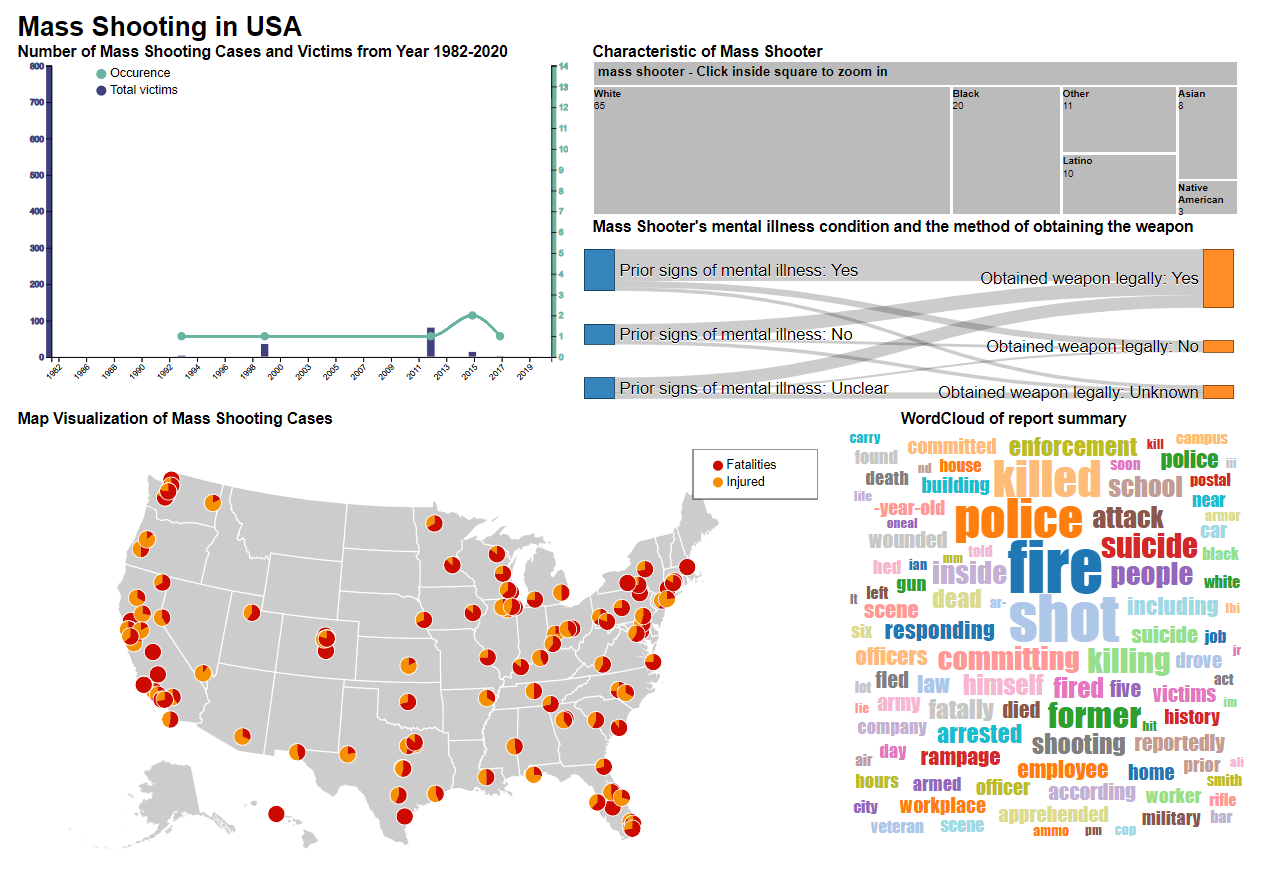 Mass Shooting in USA
Number of Mass Shooting Cases and Victims from Year 1982-2020
800
700
600
500
400
300
200
100
0
Occurence
Total victims
14
13
12
11
10
9
8
7
6
5
4
3
2
1
0
1982
1986
1988
1990
1992
1996
1999
2000
2003
2005
2007
2009
2011
2013
2015
2017
2019
Characteristic of Mass Shooter
mass shooter - Click inside square to zoom in
White
65
Black
20
Other
11
Latino
10
Asian
8
Native
American
3
Mass Shooter's mental illness condition and the method of obtaining the weapon
Prior signs of mental illness: Yes
Obtained weapon legally: Yes
Prior signs of mental illness: No
Obtained weapon legally: No
Prior signs of mental illness: Unclear
Obtained weapon legally: Unknown
Map Visualization of Mass Shooting Cases
Fatalities
Injured
WordCloud of report summary
carry committed enforcement kill campus
found nd house killed soon police iii
death building school postal
life -year-old police attack near
oneal armor
wounded fire suicide car
hed ian mm told inside people black
lt left gun white
scene dead ar- shot including fbi
six responding suicide job
officers committing killing drove jr
lot fled law himself fired five victims act
lie army fatally died former hit history im
company arrested shooting reportedly
air day rampage employee home prior ali
hours armed officer according worker smith
city workplace apprehended military rifle
veteran scene ammo pm cop bar